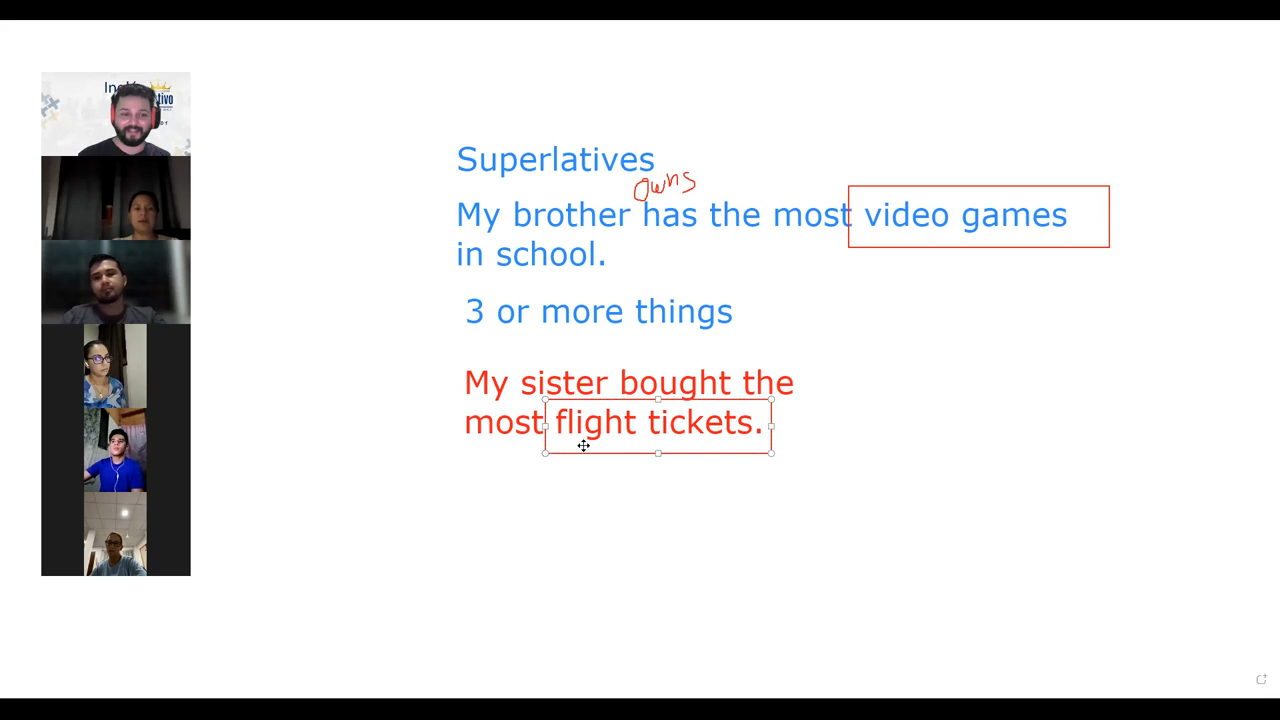 Superlatives
owns
My brother has the most video games
in school.
3 or more things
My sister bought the
most flight tickets.